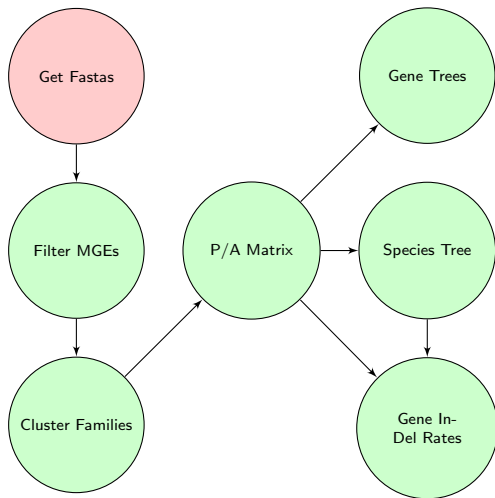 Get Fastas
Gene Trees
Filter MGEs
P/A Matrix
Species Tree
Cluster Families
Gene In-
Del Rates